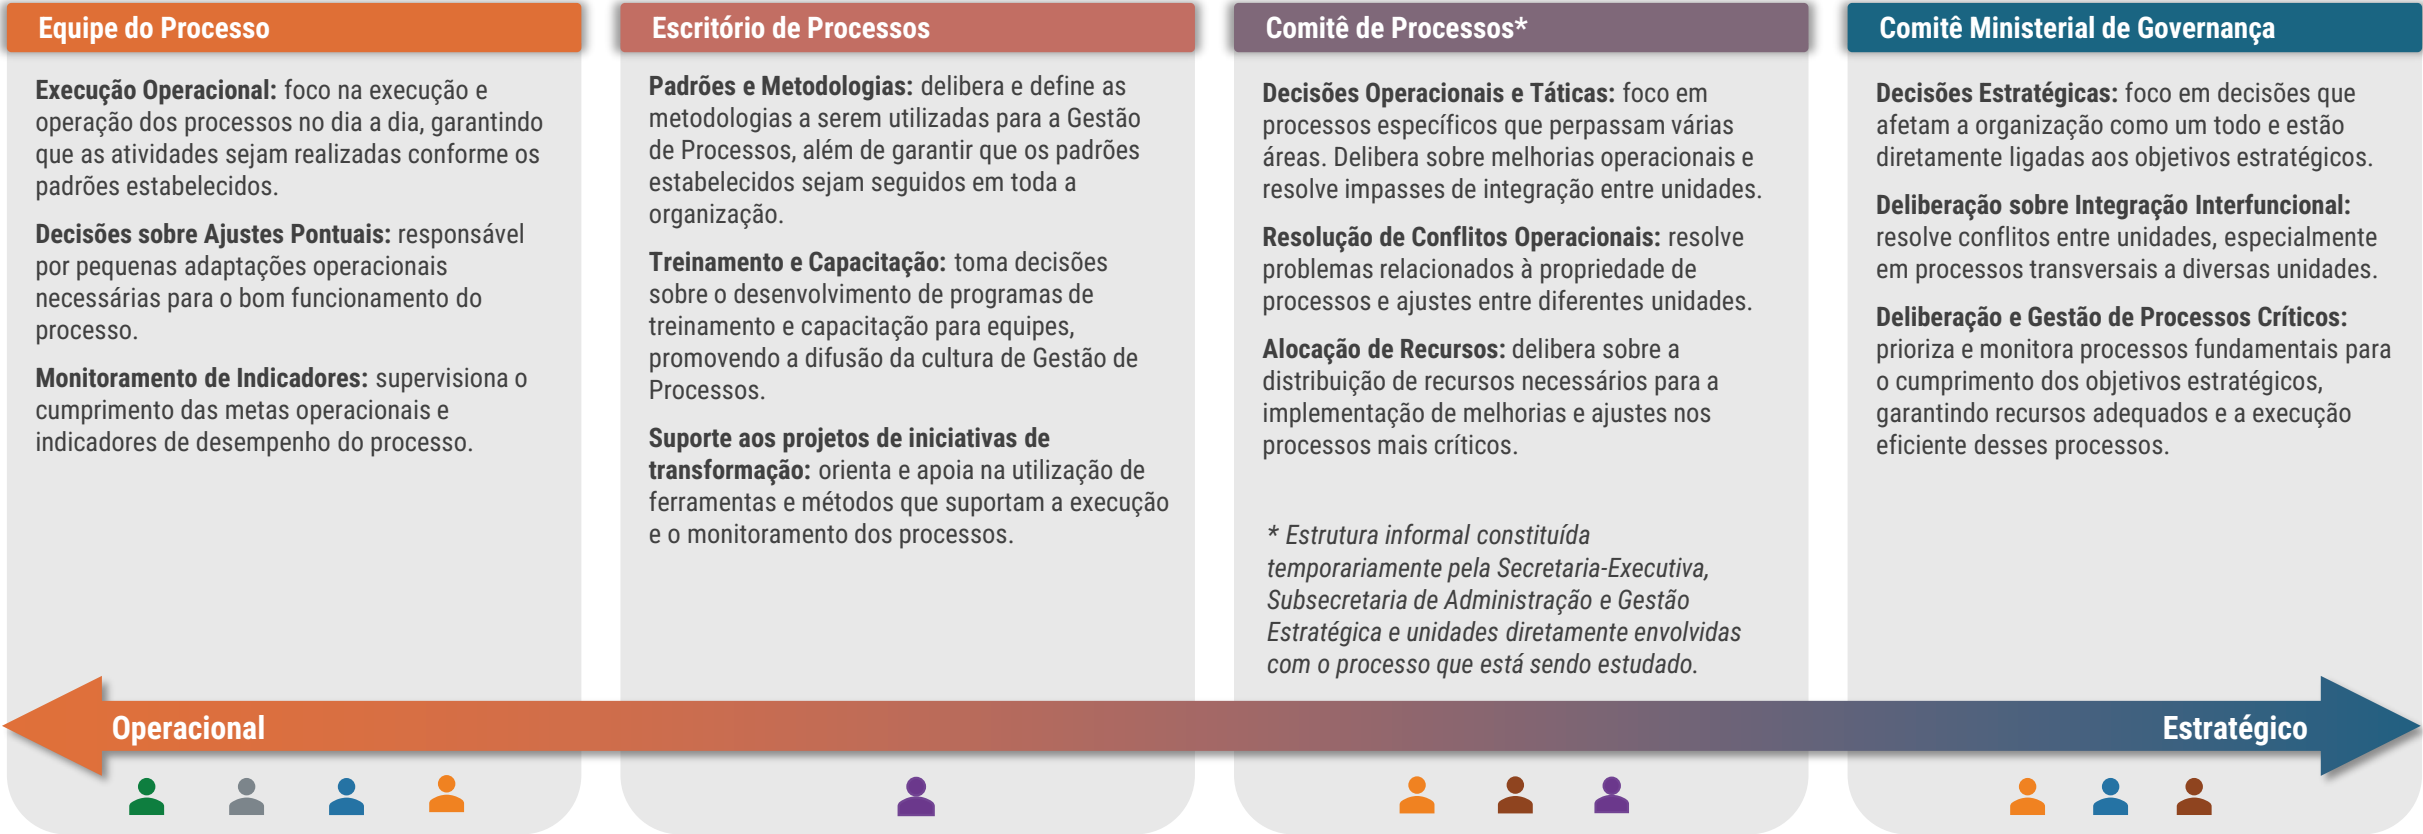 Equipe do Processo
Execução Operacional: foco na execução e
operação dos processos no dia a dia, garantindo
que as atividades sejam realizadas conforme os
padrões estabelecidos.
Decisões sobre Ajustes Pontuais: responsável
por pequenas adaptações operacionais
necessárias para o bom funcionamento do
processo.
Monitoramento de Indicadores: supervisiona o
cumprimento das metas operacionais e
indicadores de desempenho do processo.
Escritório de Processos
Padrões e Metodologias: delibera e define as
metodologias a serem utilizadas para a Gestão
de Processos, além de garantir que os padrões
estabelecidos sejam seguidos em toda a
organização.
Treinamento e Capacitação: toma decisões
sobre o desenvolvimento de programas de
treinamento e capacitação para equipes,
promovendo a difusão da cultura de Gestão de
Processos.
Suporte aos projetos de iniciativas de
transformação: orienta e apoia na utilização de
ferramentas e métodos que suportam a execução
e o monitoramento dos processos.
Comitê de Processos*
Decisões Operacionais e Táticas: foco em
processos específicos que perpassam várias
áreas. Delibera sobre melhorias operacionais e
resolve impasses de integração entre unidades.
Resolução de Conflitos Operacionais: resolve
problemas relacionados à propriedade de
processos e ajustes entre diferentes unidades.
Alocação de Recursos: delibera sobre a
distribuição de recursos necessários para a
implementação de melhorias e ajustes nos
processos mais críticos.
* Estrutura informal constituída
temporariamente pela Secretaria-Executiva,
Subsecretaria de Administração e Gestão
Estratégica e unidades diretamente envolvidas
com o processo que está sendo estudado.
Comitê Ministerial de Governança
Decisões Estratégicas: foco em decisões que
afetam a organização como um todo e estão
diretamente ligadas aos objetivos estratégicos.
Deliberação sobre Integração Interfuncional:
resolve conflitos entre unidades, especialmente
em processos transversais a diversas unidades.
Deliberação e Gestão de Processos Críticos:
prioriza e monitora processos fundamentais para
o cumprimento dos objetivos estratégicos,
garantindo recursos adequados e a execução
eficiente desses processos.
Operacional
Estratégico